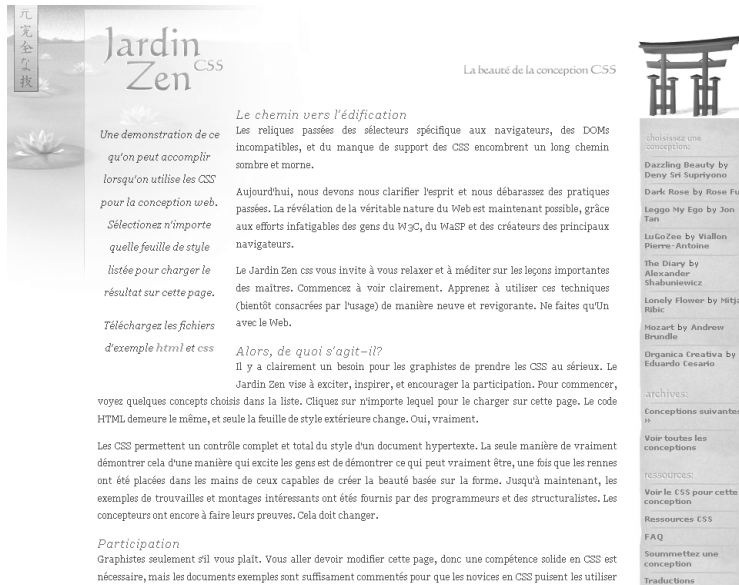 元
完
全
な
技
Jardin
Zen CSS
La beauté de la conception CSS
Une demonstration de ce
qu'on peut accomplir
lorsqu'on utilise les CSS
pour la conception web.
Sélectionez n'importe
quelle feuille de style
listée pour charger le
résultat sur cette page.
Téléchargez les fichiers
d'exemple html et css
Le chemin vers l'édification
Les reliques passées des sélecteurs spécifique aux navigateurs, des DOMs
incompatibles, et du manque de support des CSS encombrent un long chemin
sombre et morne.
Aujourd'hui, nous devons nous clarifier l'esprit et nous débarassez des pratiques
passées. La révélation de la véritable nature du Web est maintenant possible, grâce
aux efforts infatigables des gens du W3C, du WaSP et des créateurs des principaux
navigateurs.
Le Jardin Zen css vous invite à vous relaxer et à méditer sur les leçons importantes
des maîtres. Commencez à voir clairement. Apprenez à utiliser ces techniques
(bientôt consacrées par l'usage) de manière neuve et revigorante. Ne faites qu'Un
avec le Web.
Alors, de quoi s'agit-il?
Il y a clairement un besoin pour les graphistes de prendre les CSS au sérieux. Le
Jardin Zen vise à exciter, inspirer, et encourager la participation. Pour commencer,
voyez quelques concepts choisis dans la liste. Cliquez sur n'importe lequel pour le charger sur cette page. Le code
HTML demeure le même, et seule la feuille de style extérieure change. Oui, vraiment.
Les CSS permettent un contrôle complet et total du style d'un document hypertexte. La seule manière de vraiment
démontrer cela d'une manière qui excite les gens est de démontrer ce qui peut vraiment être, une fois que les rennes
ont été placées dans les mains de ceux capables de créer la beauté basée sur la forme. Jusqu'à maintenant, les
exemples de trouvailles et montages intéressants ont étés fournis par des programmeurs et des structuralistes. Les
concepteurs ont encore à faire leurs preuves. Cela doit changer.
Participation
Graphistes seulement s'il vous plaît. Vous aller devoir modifier cette page, donc une compétence solide en CSS est
nécessaire, mais les documents exemples sont suffisament commentés pour que les novices en CSS puisent les utiliser
choisissez une
conception:
Dazzling Beauty by
Deny Sri Supriyono
Dark Rose by Rose Fu
Leggo My Ego by Jon
Tan
LuGoZee by Viallon
Pierre-Antoine
The Diary by
Alexander
Shabuniewicz
Lonely Flower by Mitja
Ribic
Mozart by Andrew
Brundle
Organica Creativa by
Eduardo Cesario
archives:
Conceptions suivantes
»
Voir toutes les
conceptions
ressources:
Voir le CSS pour cette
conception
Ressources CSS
FAQ
Soummettez une
conception
Traductions